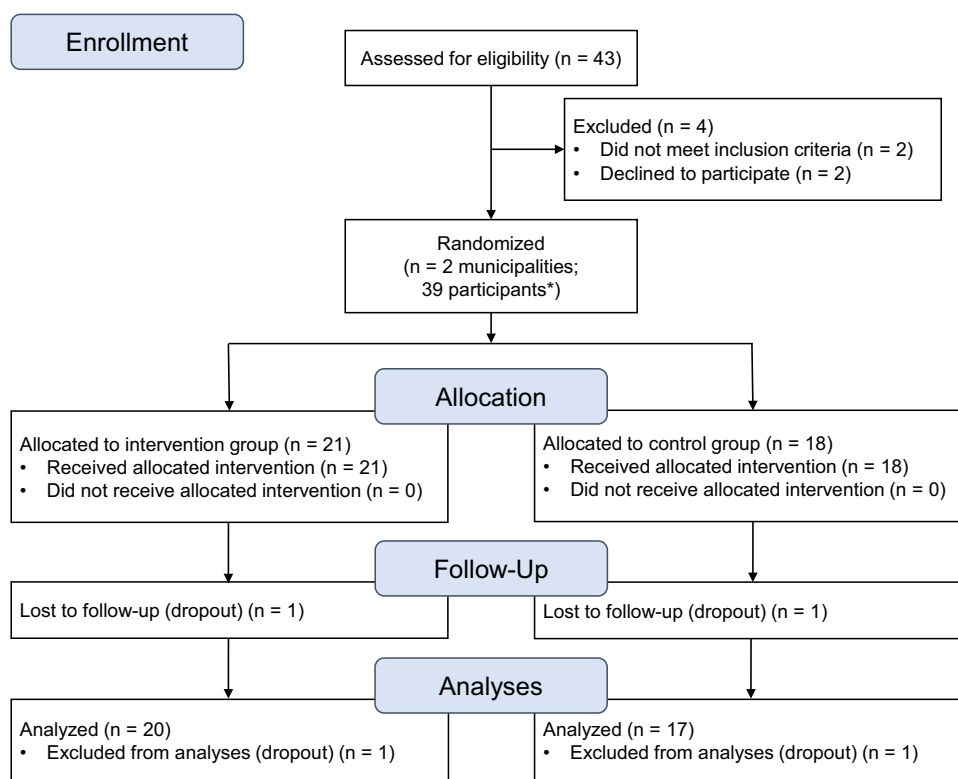 Enrollment
Assessed for eligibility (n = 43)
Excluded (n = 4)
• Did not meet inclusion criteria (n = 2)
• Declined to participate (n = 2)
Randomized
(n = 2 municipalities;
39 participants*)
Allocation
Allocated to intervention group (n = 21)
• Received allocated intervention (n = 21)
• Did not receive allocated intervention (n = 0)
Allocated to control group (n = 18)
• Received allocated intervention (n = 18)
• Did not receive allocated intervention (n = 0)
Follow-Up
Lost to follow-up (dropout) (n = 1)
Lost to follow-up (dropout) (n = 1)
Analyses
Analyzed (n = 20)
• Excluded from analyses (dropout) (n = 1)
Analyzed (n = 17)
• Excluded from analyses (dropout) (n = 1)